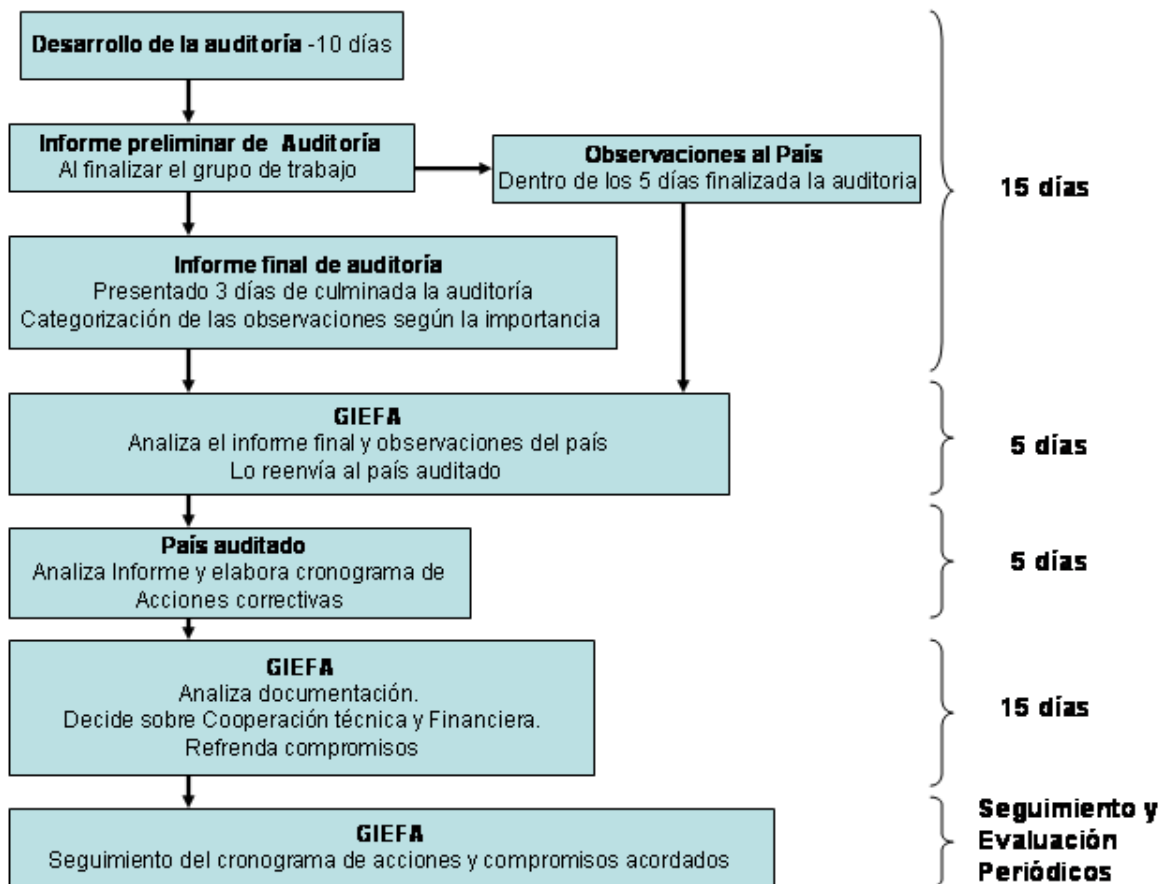 Desarrollo de la auditoría -10 días
Informe preliminar de Auditoría
Al finalizar el grupo de trabajo
Observaciones al País
Dentro de los 5 días finalizada la auditoria
15 días
Informe final de auditoría
Presentado 3 días de culminada la auditoría
Categorización de las observaciones según la importancia
GIEFA
Analiza el informe final y observaciones del país
Lo reenvía al país auditado
5 días
País auditado
Analiza Informe y elabora cronograma de
Acciones correctivas
5 días
GIEFA
Analiza documentación.
Decide sobre Cooperación técnica y Financiera.
Refrenda compromisos
15 días
GIEFA
Seguimiento del cronograma de acciones y compromisos acordados
Seguimiento y
Evaluación
Periódicos